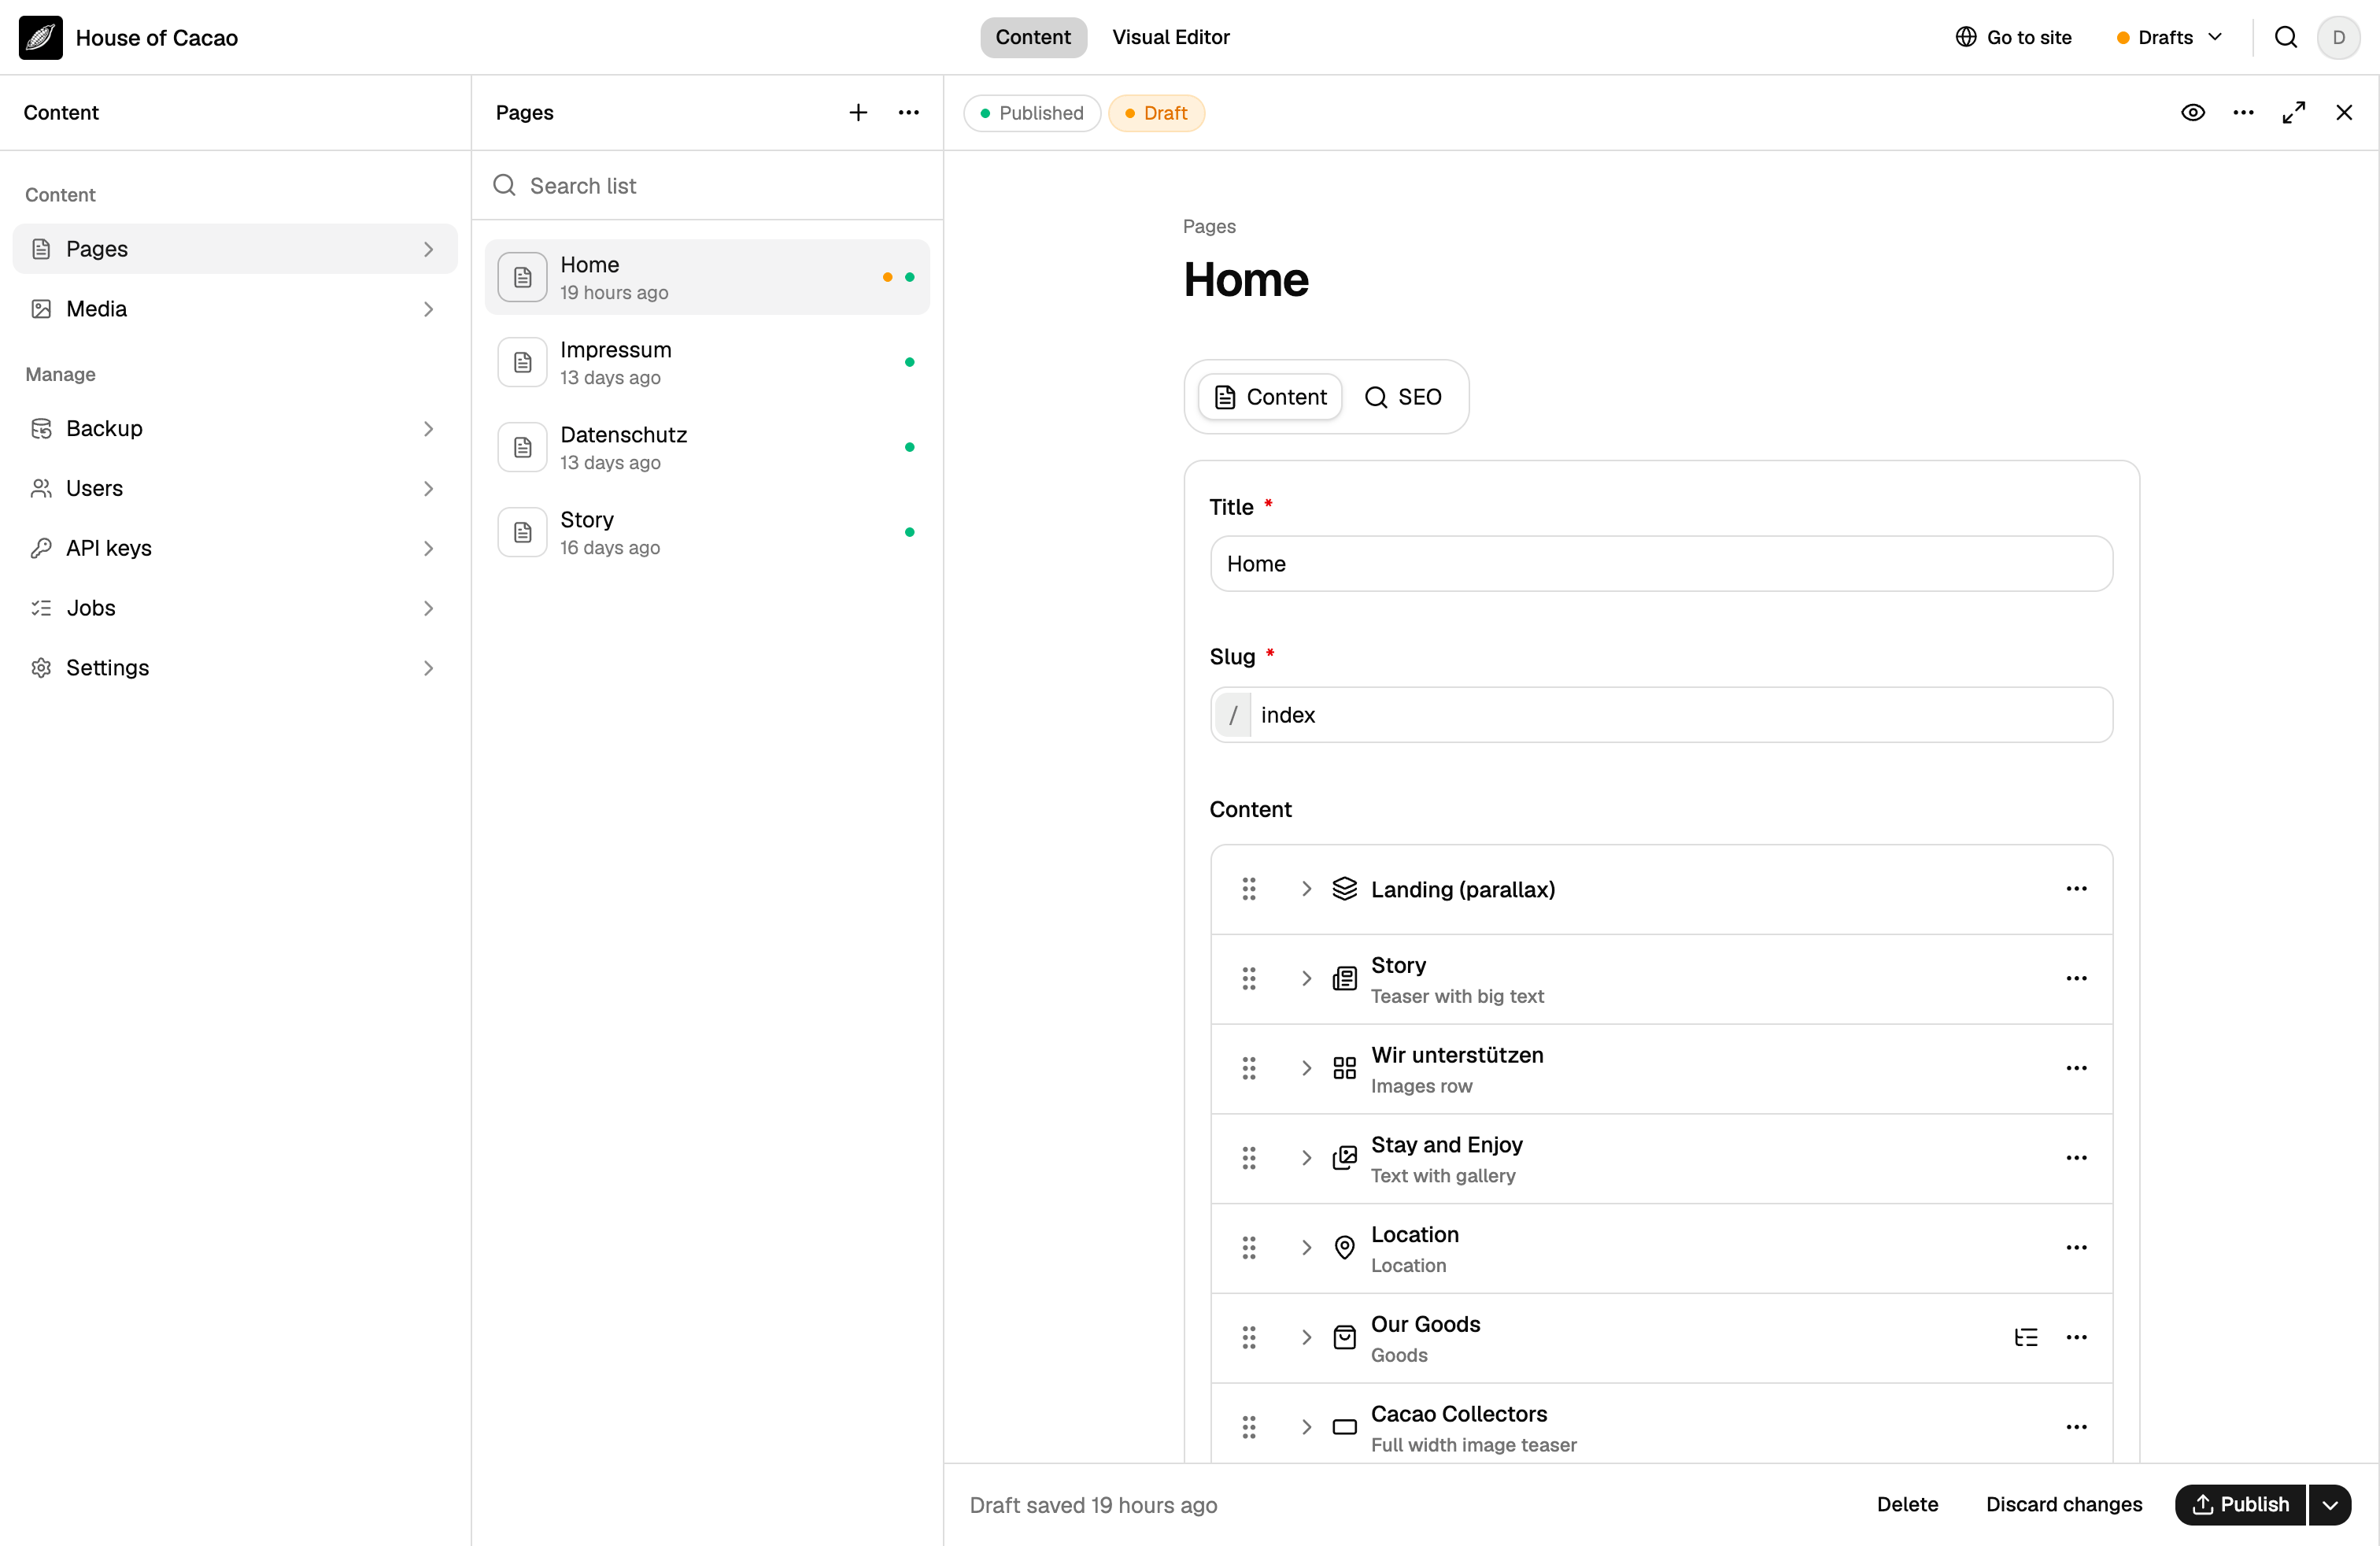 House of Cacao
Content
Visual Editor
Go to site
Drafts
D
Content
Content
Pages
Media
Manage
Backup
Users
API keys
Jobs
Settings
Pages
Search list
Home
19 hours ago
Impressum
13 days ago
Datenschutz
13 days ago
Story
16 days ago
Published
Draft
Pages
Home
Content
SEO
Title *
Home
Slug *
/ index
Content
Landing (parallax)
Story
Teaser with big text
Wir unterstützen
Images row
Stay and Enjoy
Text with gallery
Location
Location
Our Goods
Goods
Cacao Collectors
Full width image teaser
Draft saved 19 hours ago
Delete
Discard changes
Publish